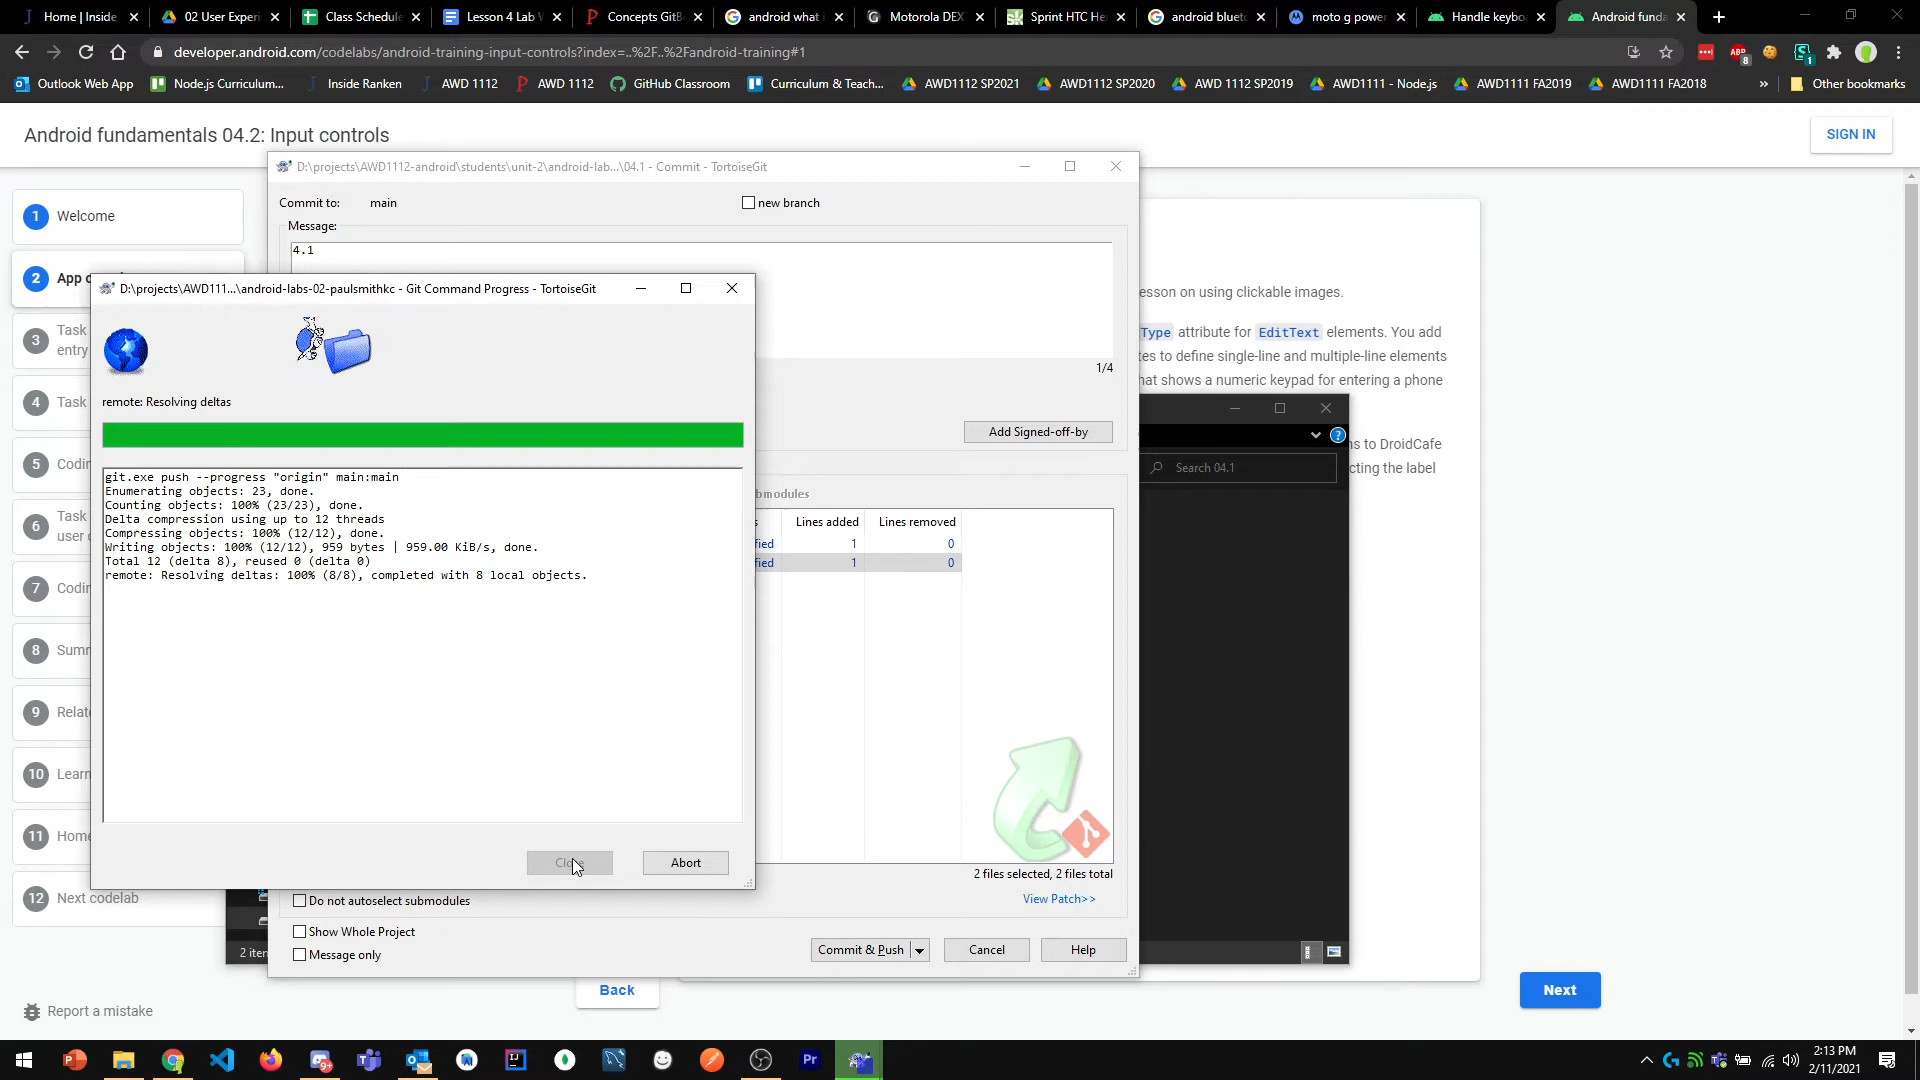 Home | Inside
02 User Experi
Class Schedule
Lesson 4 Lab
Concepts GitB
android what i
Motorola DEX
Sprint HTC He
android blueto
moto g power
Handle keybo
Android funda
developer.android.com/codelabs/android-training-input-controls?index=..%2F..%2Fandroid-training#1
Outlook Web App
Node.js Curriculum...
Inside Ranken
AWD 1112
AWD 1112
GitHub Classroom
Curriculum & Teach...
AWD1112 SP2021
AWD1112 SP2020
AWD1112 SP2019
AWD1111 - Node.js
AWD1111 FA2019
AWD1111 FA2018
»
Other bookmarks
Android fundamentals 04.2: Input controls
SIGN IN
1 Welcome
2 App o
3 Task
entry
4 Task
5 Codin
6 Task
user c
7 Codin
8 Sumn
9 Relate
10 Learn
11 Home
12 Next codelab
Report a mistake
D:\projects\AWD1112-android\students\unit-2\android-lab...\04.1 - Commit - TortoiseGit
Commit to: main
new branch
Message:
4.1
1/4
Add Signed-off-by
bmodules
s Lines added Lines removed
fied 1 0
fied 1 0
2 files selected, 2 files total
View Patch>>
Do not autoselect submodules
Show Whole Project
Message only
Commit & Push
Cancel
Help
D:\projects\AWD111...\android-labs-02-paulsmithkc - Git Command Progress - TortoiseGit
remote: Resolving deltas
git.exe push --progress "origin" main:main
Enumerating objects: 23, done.
Counting objects: 100% (23/23), done.
Delta compression using up to 12 threads
Compressing objects: 100% (12/12), done.
Writing objects: 100% (12/12), 959 bytes | 959.00 KiB/s, done.
Total 12 (delta 8), reused 0 (delta 0)
remote: Resolving deltas: 100% (8/8), completed with 8 local objects.
Close
Abort
esson on using clickable images.
Type attribute for EditText elements. You add
tes to define single-line and multiple-line elements
hat shows a numeric keypad for entering a phone
ns to DroidCafe
cting the label
Search 04.1
2 item
Back
Next
2:13 PM
2/11/2021